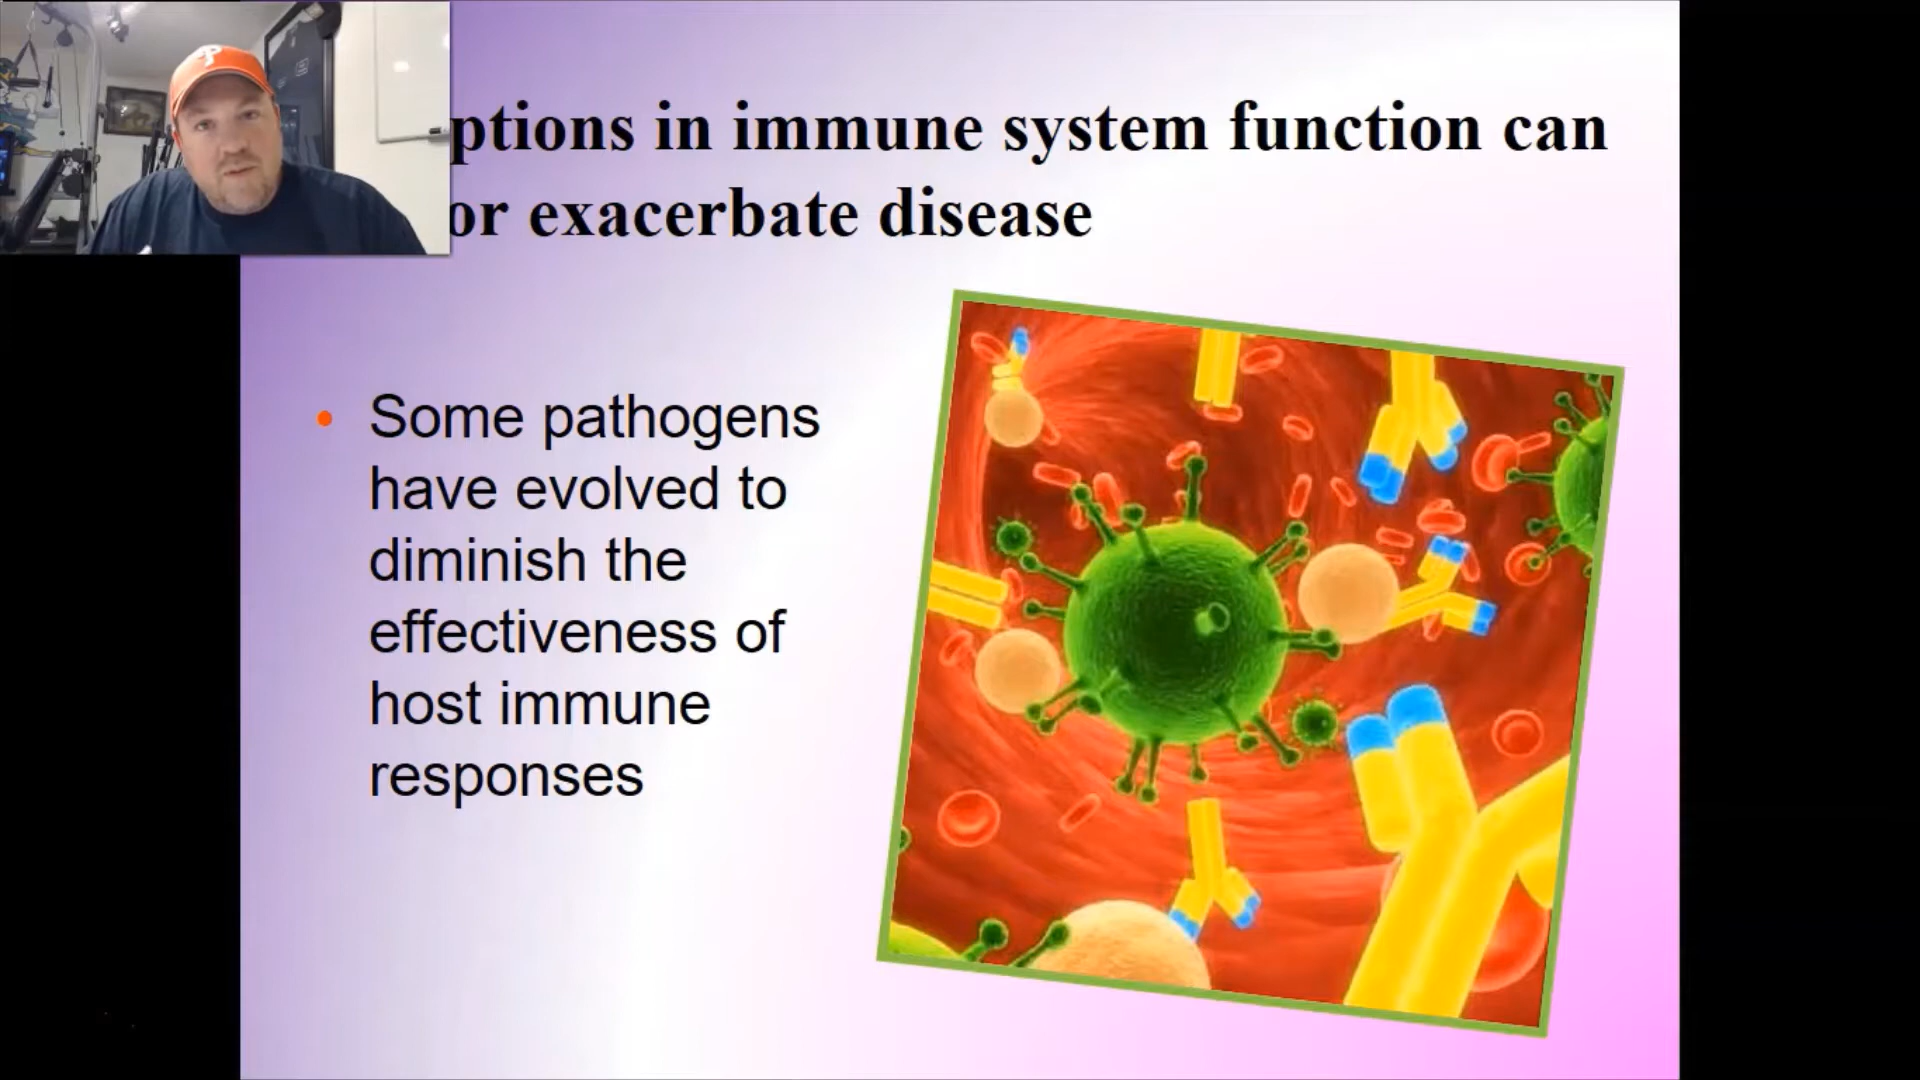 P
ptions in immune system function can
or exacerbate disease
• Some pathogens
have evolved to
diminish the
effectiveness of
host immune
responses